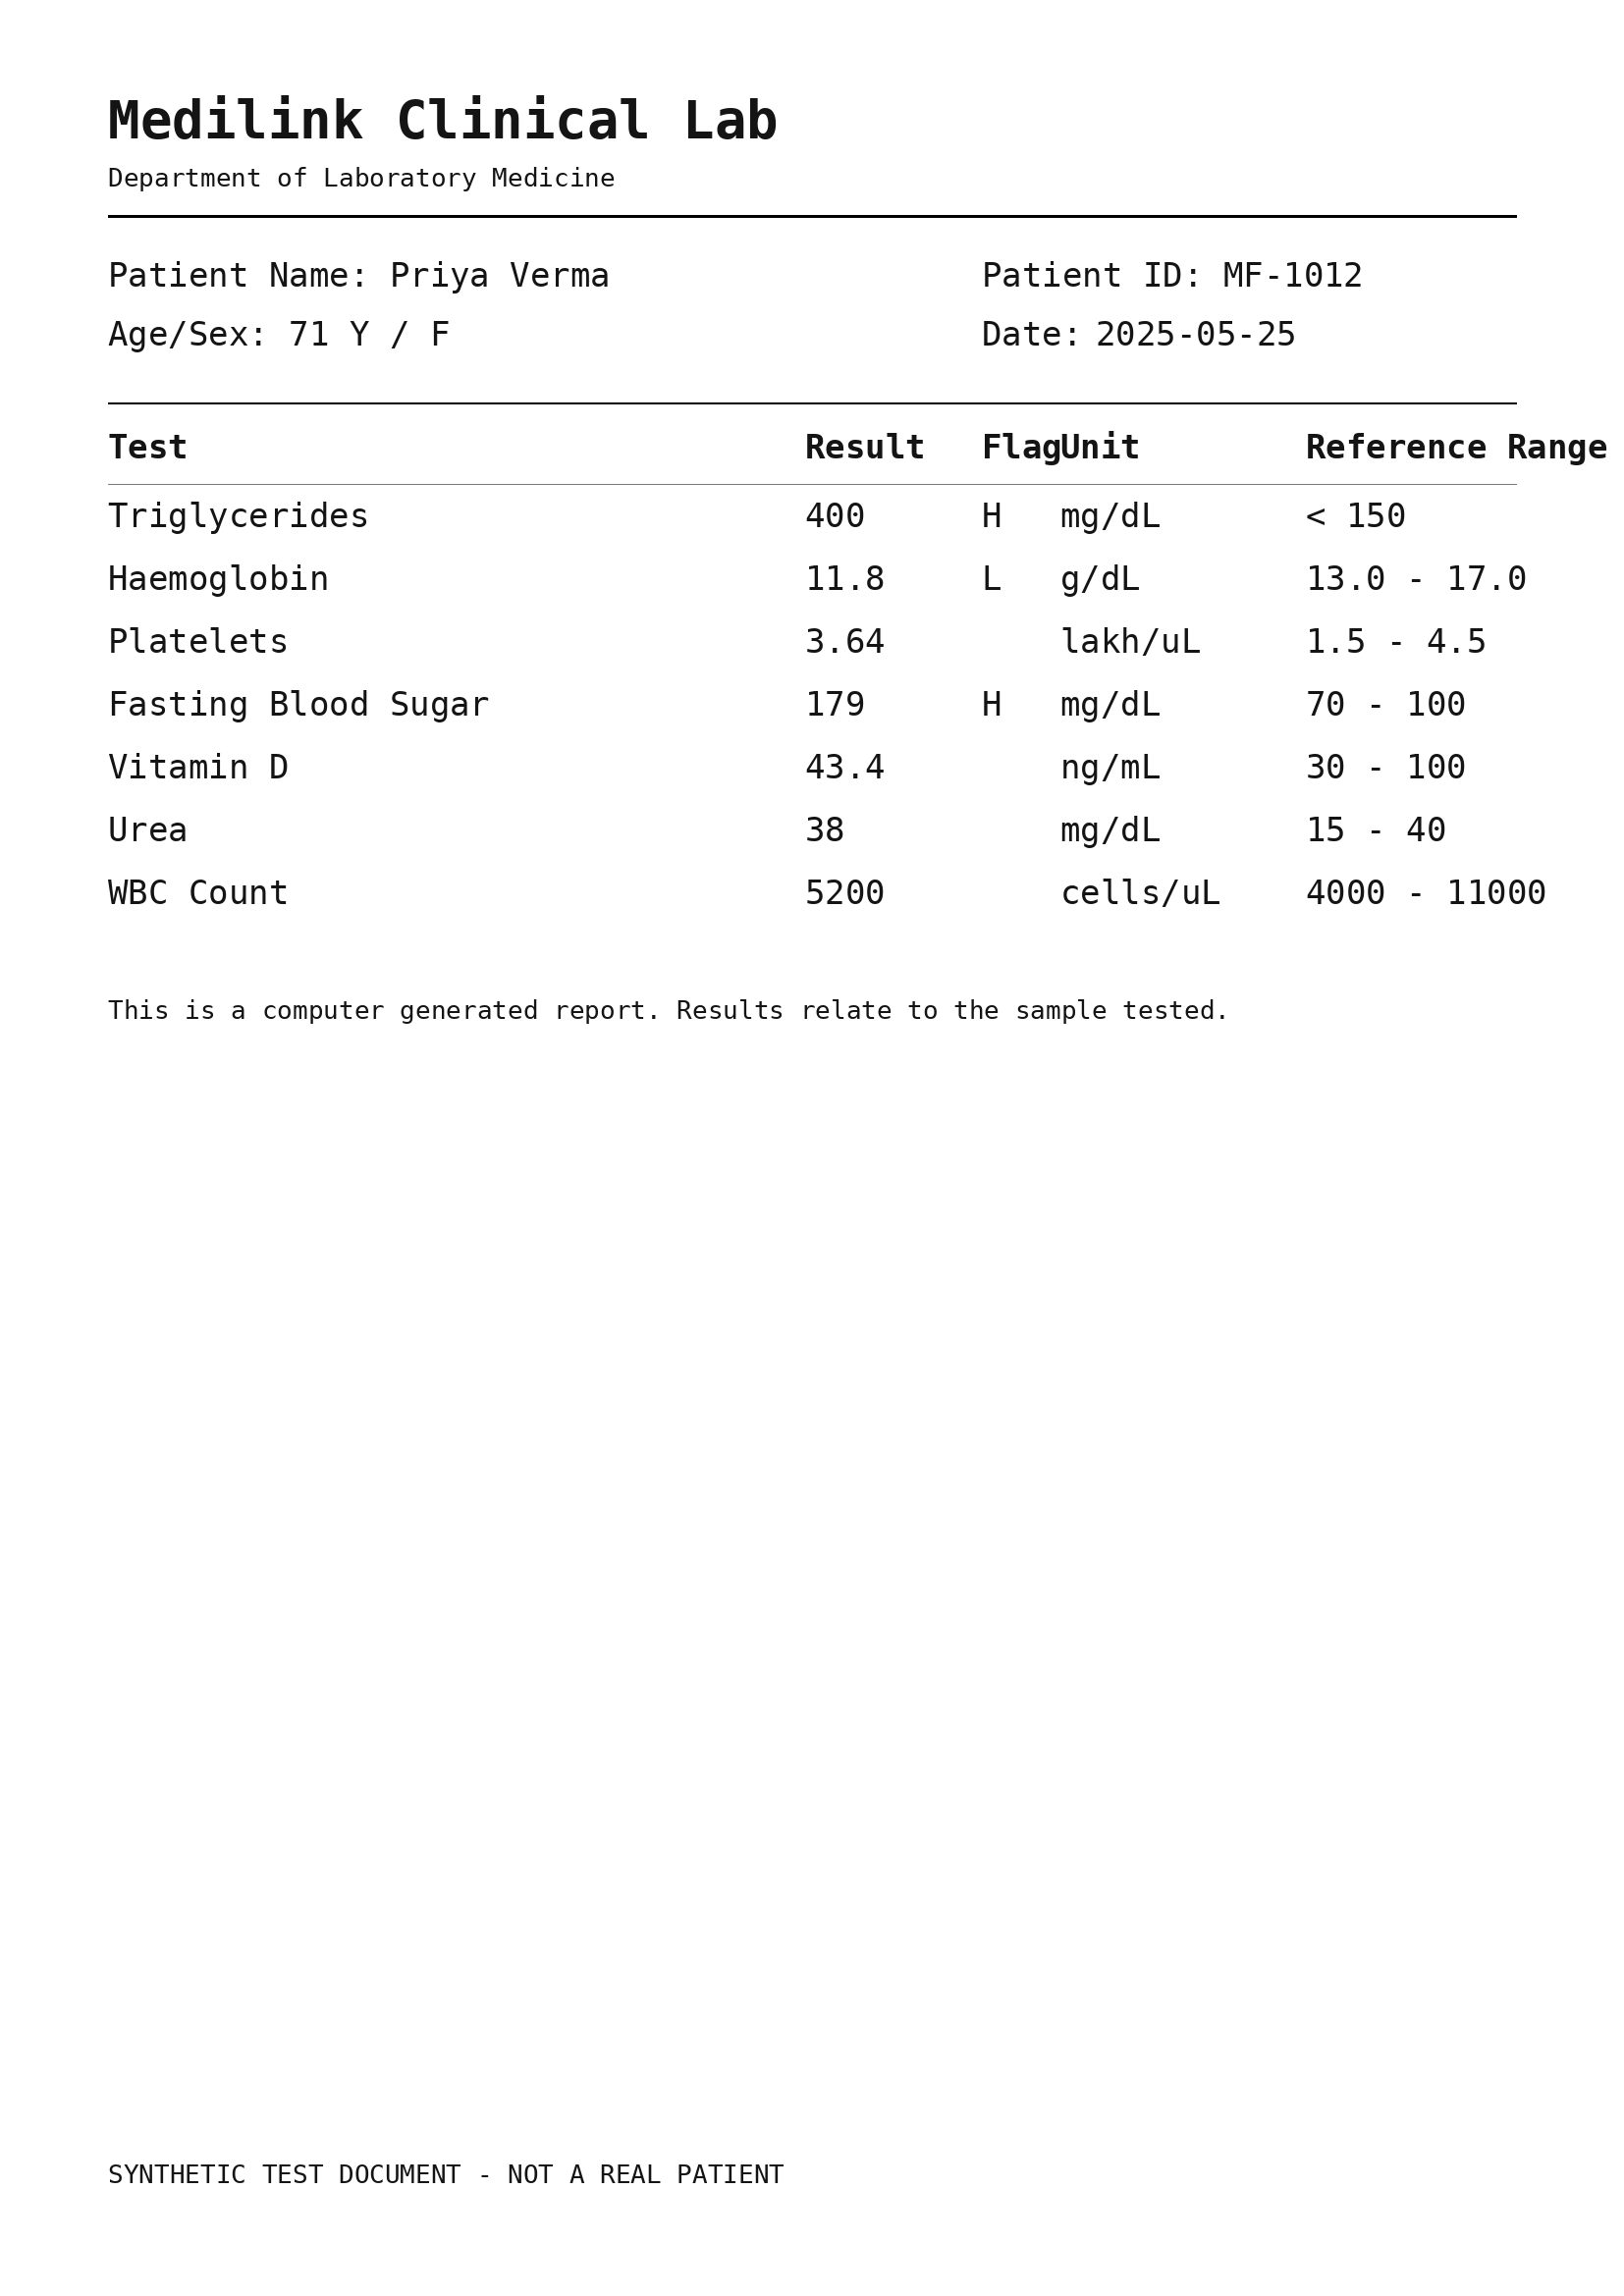 Medilink Clinical Lab
Department of Laboratory Medicine
Patient Name: Priya Verma Patient ID: MF-1012
Age/Sex: 71 Y / F Date: 2025-05-25
Test Result Flag Unit Reference Range
Triglycerides 400 H mg/dL < 150
Haemoglobin 11.8 L g/dL 13.0 - 17.0
Platelets 3.64 lakh/uL 1.5 - 4.5
Fasting Blood Sugar 179 H mg/dL 70 - 100
Vitamin D 43.4 ng/mL 30 - 100
Urea 38 mg/dL 15 - 40
WBC Count 5200 cells/uL 4000 - 11000
This is a computer generated report. Results relate to the sample tested.
SYNTHETIC TEST DOCUMENT - NOT A REAL PATIENT